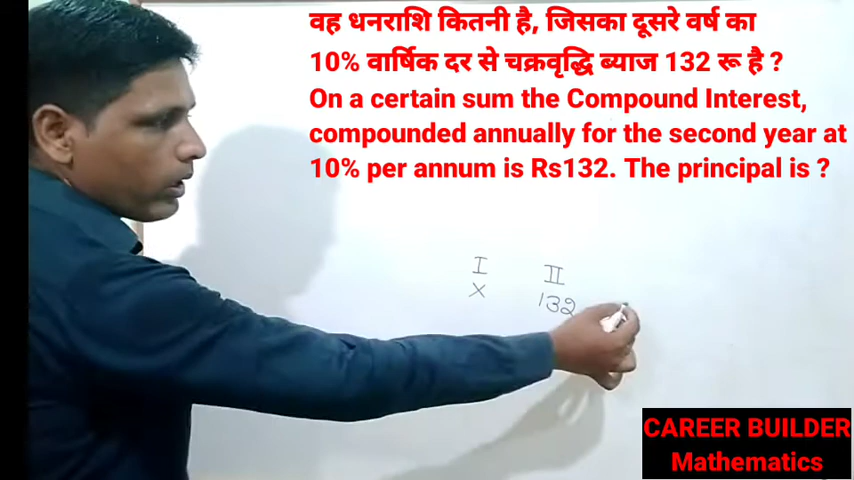 वह धनराशि कितनी है, जिसका दूसरे वर्ष का
10% वार्षिक दर से चक्रवृद्धि ब्याज 132 रू है ?
On a certain sum the Compound Interest,
compounded annually for the second year at
10% per annum is Rs132. The principal is ?
I II
X 132
CAREER BUILDER
Mathematics